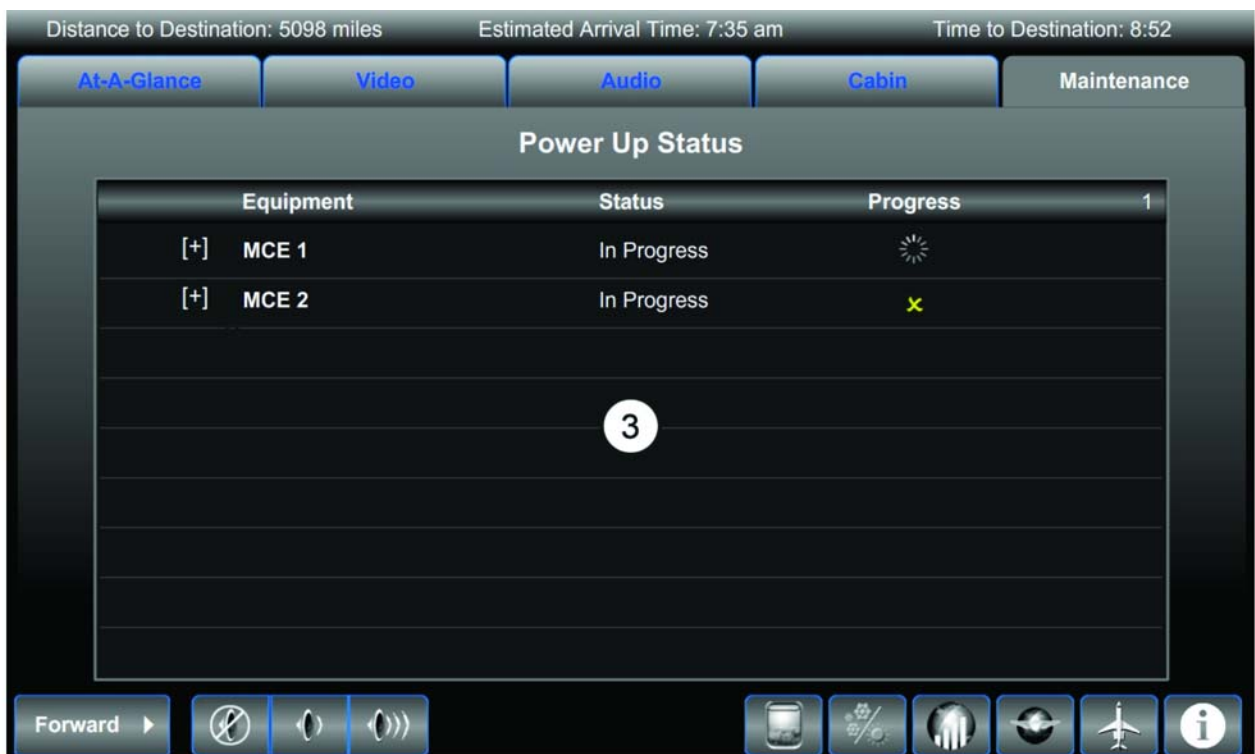 Distance to Destination: 5098 miles Estimated Arrival Time: 7:35 am Time to Destination: 8:52
At-A-Glance Video Audio Cabin Maintenance
Power Up Status
Equipment Status Progress 1
[+] MCE 1 In Progress
[+] MCE 2 In Progress
3
Forward
i